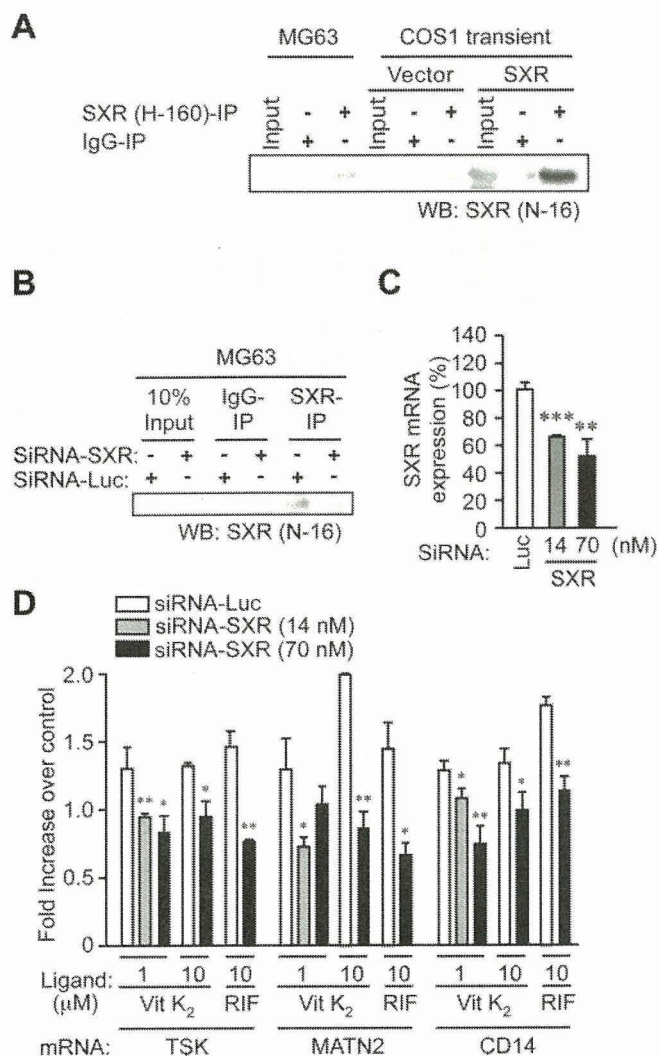 A
MG63 COS1 transient
Vector SXR
SXR (H-160)-IP Input - + Input - + Input - +
IgG-IP + - + - + -
WB: SXR (N-16)
B
MG63
10% Input IgG-IP SXR-IP
SiRNA-SXR: - + - + - +
SiRNA-Luc: + - + - + -
WB: SXR (N-16)
C
SXR mRNA expression (%)
140
120
100
80
60
40
20
0
*** **
SiRNA: Luc 14 70 (nM)
SXR
D
siRNA-Luc
siRNA-SXR (14 nM)
siRNA-SXR (70 nM)
Fold Increase over control
2.0
1.5
1.0
0.5
0
** * * ** * ** * * ** * **
Ligand: 1 10 10 1 10 10 1 10 10
(μM) Vit K2 RIF Vit K2 RIF Vit K2 RIF
mRNA: TSK MATN2 CD14